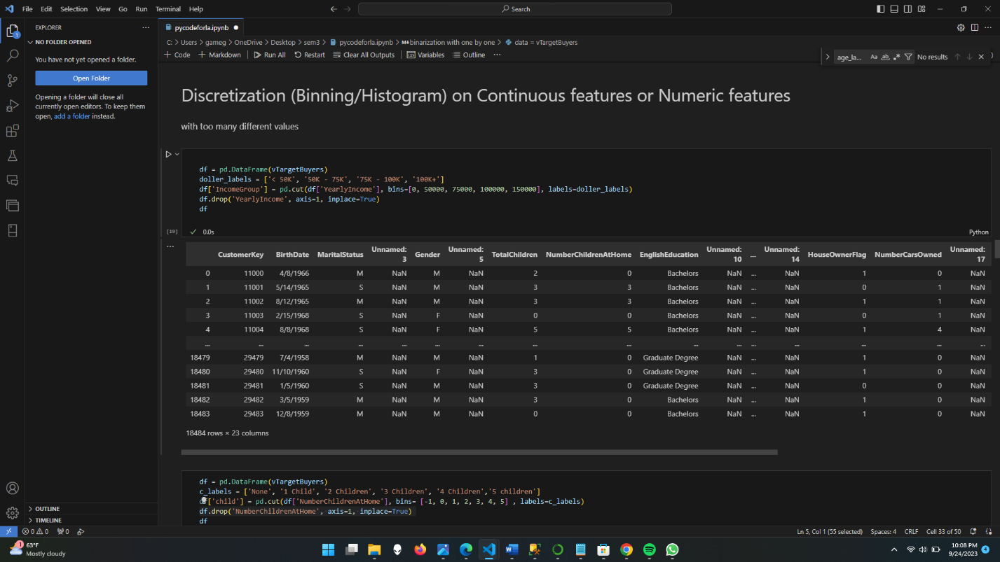 File Edit Selection View Go Run Terminal Help
Search
EXPLORER
NO FOLDER OPENED
You have not yet opened a folder.
Open Folder
Opening a folder will close all
currently open editors. To keep them
open, add a folder instead.
OUTLINE
TIMELINE
pycodeforla.ipynb
C: > Users > gameg > OneDrive > Desktop > sem3 > pycodeforla.ipynb > M↓binarization with one by one > data = vTargetBuyers
+ Code + Markdown Run All Restart Clear All Outputs Variables Outline ...
age_la... Aa ab .* No results
Discretization (Binning/Histogram) on Continuous features or Numeric features
with too many different values
df = pd.DataFrame(vTargetBuyers)
doller_labels = ['< 50K', '50K - 75K', '75K - 100K', '100K+']
df['IncomeGroup'] = pd.cut(df['YearlyIncome'], bins=[0, 50000, 75000, 100000, 150000], labels=doller_labels)
df.drop('YearlyIncome', axis=1, inplace=True)
df
[19] 0.0s Python
CustomerKey BirthDate MaritalStatus Unnamed: 3 Gender Unnamed: 5 TotalChildren NumberChildrenAtHome EnglishEducation Unnamed: 10 ... Unnamed: 14 HouseOwnerFlag NumberCarsOwned Unnamed: 17
0 11000 4/8/1966 M NaN M NaN 2 0 Bachelors NaN ... NaN 1 0 NaN
1 11001 5/14/1965 S NaN M NaN 3 3 Bachelors NaN ... NaN 0 1 NaN
2 11002 8/12/1965 M NaN M NaN 3 3 Bachelors NaN ... NaN 1 1 NaN
3 11003 2/15/1968 S NaN F NaN 0 0 Bachelors NaN ... NaN 0 1 NaN
4 11004 8/8/1968 S NaN F NaN 5 5 Bachelors NaN ... NaN 1 4 NaN
... ... ... ... ... ... ... ... ... ... ... ... ... ... ... ...
18479 29479 7/4/1958 M NaN M NaN 1 0 Graduate Degree NaN ... NaN 1 0 NaN
18480 29480 11/10/1960 S NaN F NaN 3 0 Graduate Degree NaN ... NaN 1 0 NaN
18481 29481 1/5/1960 S NaN M NaN 3 0 Graduate Degree NaN ... NaN 0 0 NaN
18482 29482 3/5/1959 M NaN M NaN 3 0 Bachelors NaN ... NaN 1 0 NaN
18483 29483 12/8/1959 M NaN M NaN 0 0 Bachelors NaN ... NaN 1 0 NaN
18484 rows × 23 columns
df = pd.DataFrame(vTargetBuyers)
c_labels = ['None', '1 Child', '2 Children', '3 Children', '4 Children','5 children']
df['child'] = pd.cut(df['NumberChildrenAtHome'], bins= [-1, 0, 1, 2, 3, 4, 5] , labels=c_labels)
df.drop('NumberChildrenAtHome', axis=1, inplace=True)
df
0 0 0 Ln 5, Col 1 (55 selected) Spaces: 4 CRLF Cell 33 of 50
1 63°F
Mostly cloudy
10:08 PM
9/24/2023
4